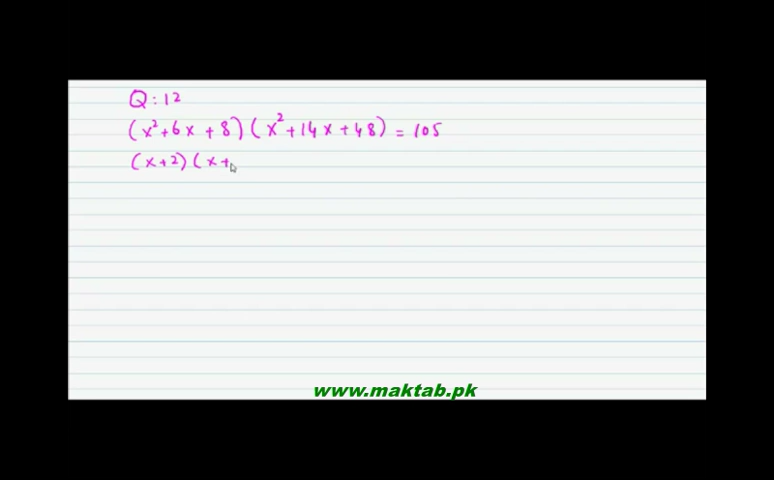 Q: 12
(x²+6x+8)(x²+14x+48) = 105
(x+2)(x+
www.maktab.pk